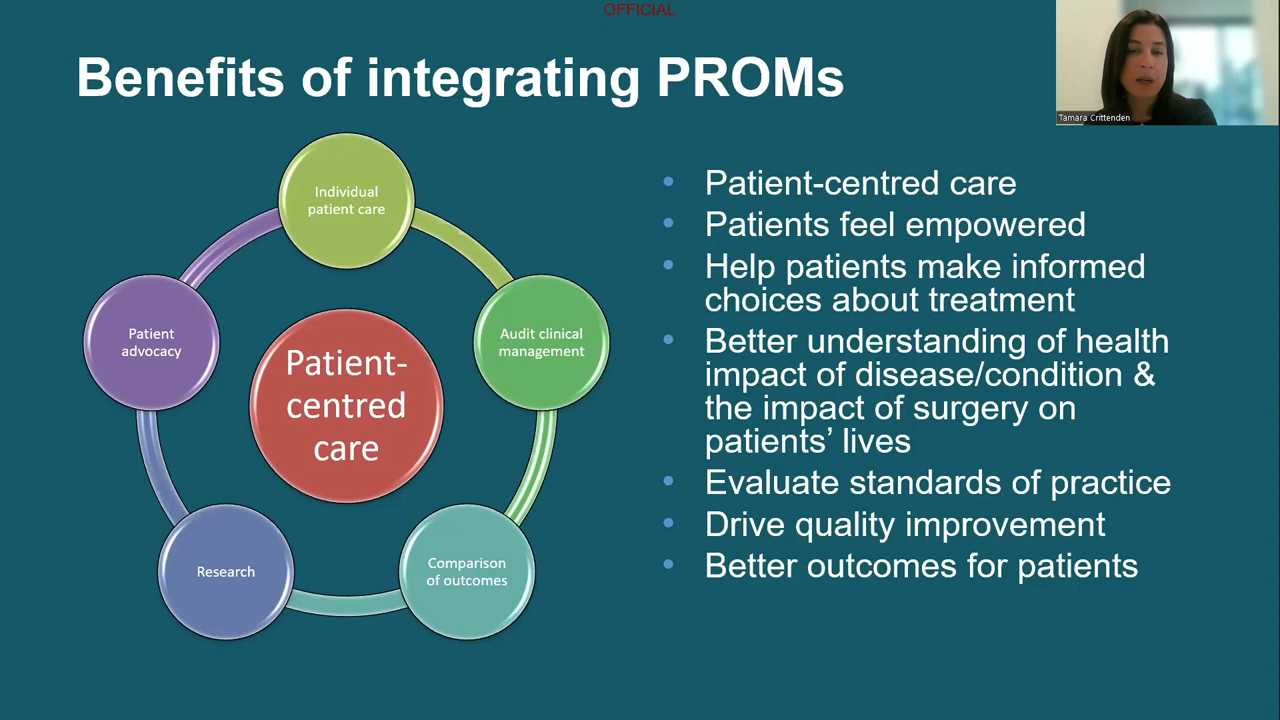 OFFICIAL
Benefits of integrating PROMs
Tamara Crittenden
Individual
patient care
Patient
advocacy
Audit clinical
management
Patient-
centred
care
Research
Comparison
of outcomes
• Patient-centred care
• Patients feel empowered
• Help patients make informed
choices about treatment
• Better understanding of health
impact of disease/condition &
the impact of surgery on
patients’ lives
• Evaluate standards of practice
• Drive quality improvement
• Better outcomes for patients